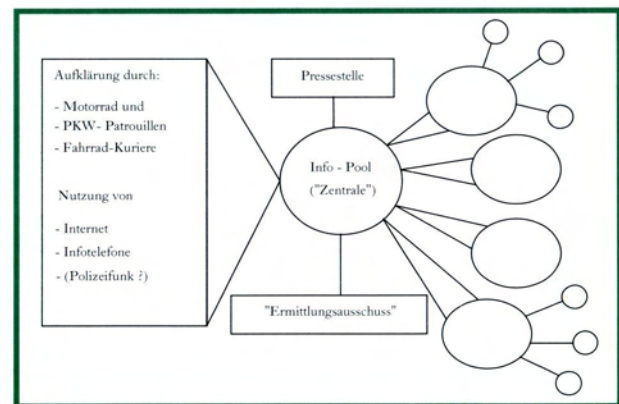 Aufklärung durch:
- Motorrad und
- PKW- Patrouillen
- Fahrrad-Kuriere
Nutzung von
- Internet
- Infotelefone
- (Polizeifunk ?)
Pressestelle
Info - Pool
("Zentrale")
"Ermittlungsausschuss"